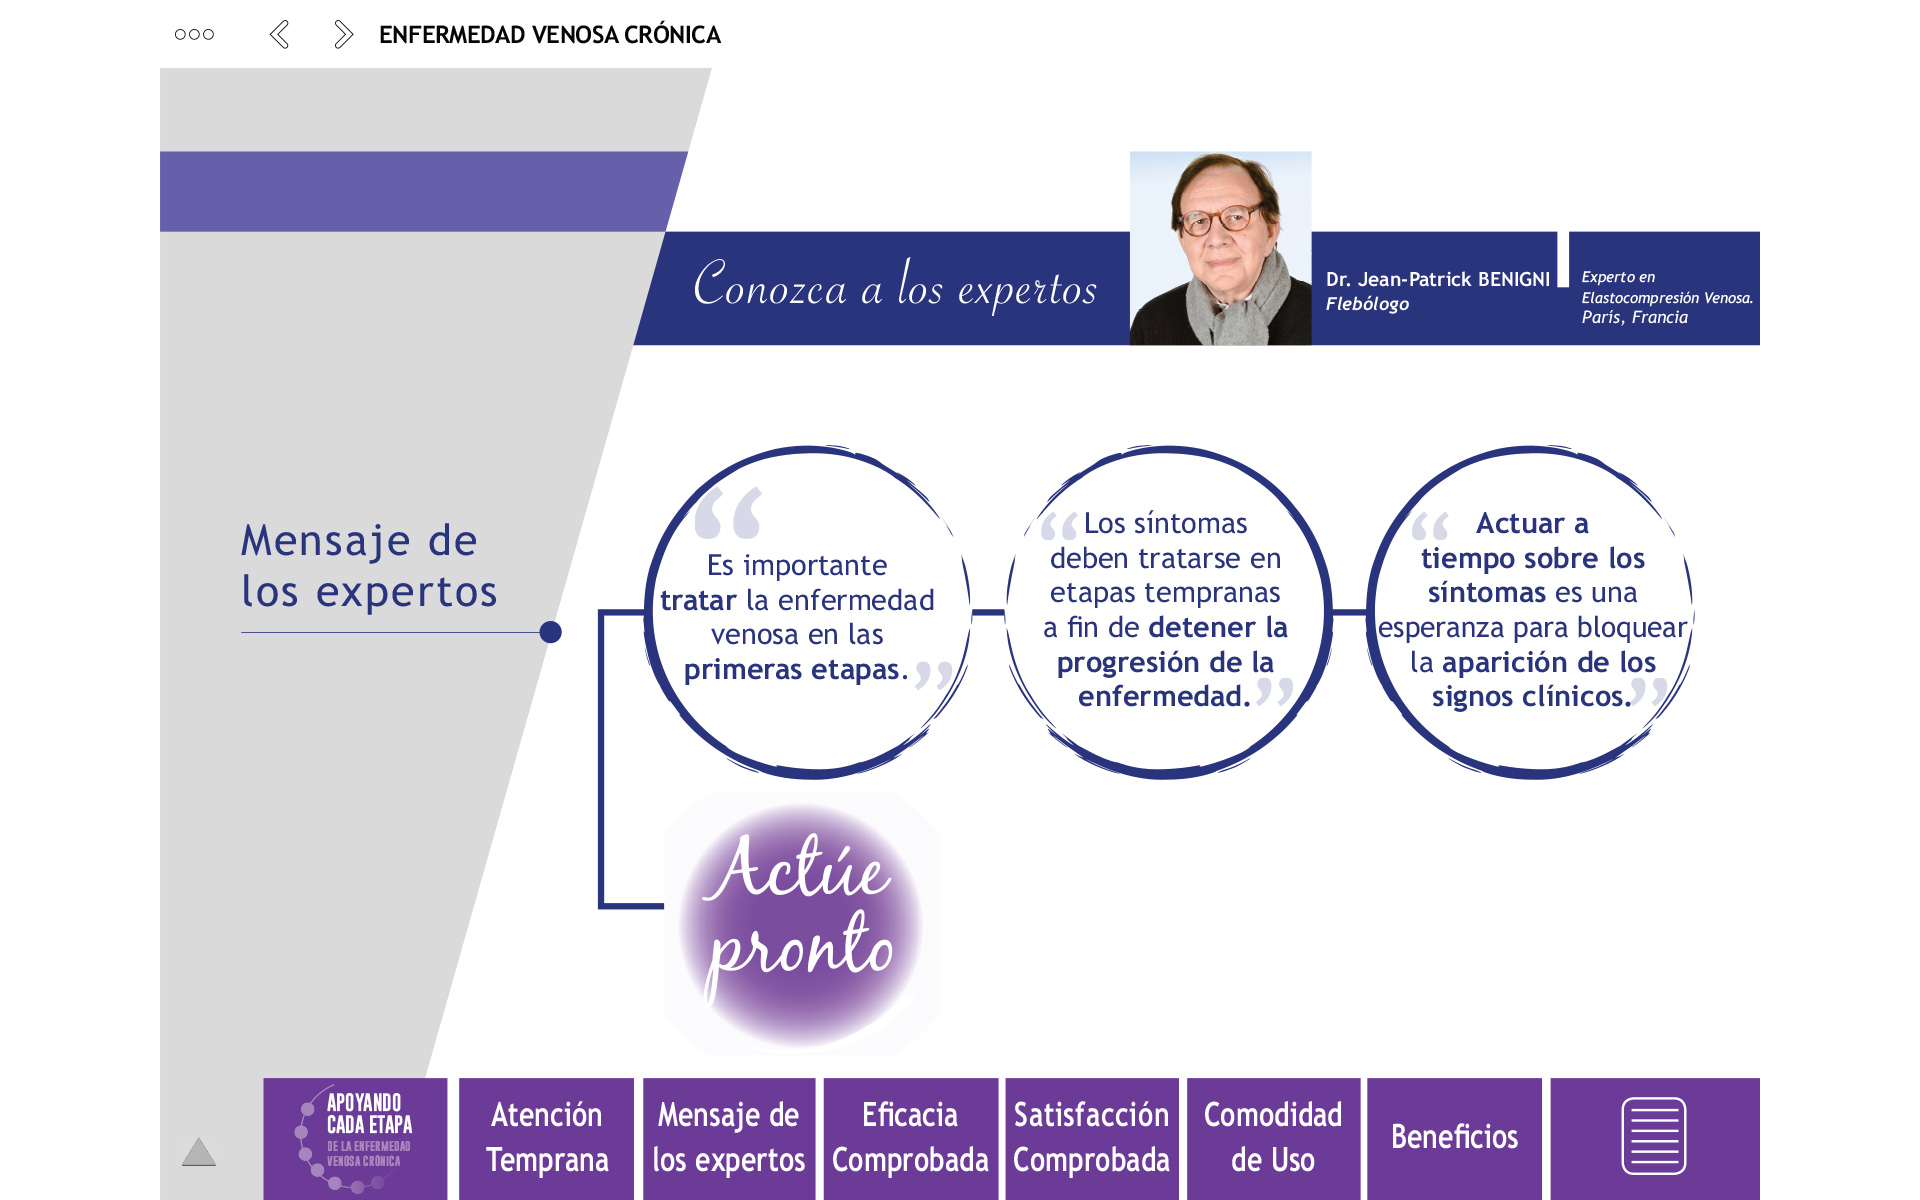 ENFERMEDAD VENOSA CRÓNICA
Conozca a los expertos
Dr. Jean-Patrick BENIGNI
Flebólogo
Experto en
Elastocompresión Venosa.
París, Francia
Mensaje de
los expertos
“
Es importante
tratar la enfermedad
venosa en las
primeras etapas. ”
“ Los síntomas
deben tratarse en
etapas tempranas
a fin de detener la
progresión de la
enfermedad. ”
“ Actuar a
tiempo sobre los
síntomas es una
esperanza para bloquear
la aparición de los
signos clínicos. ”
Actúe
pronto
APOYANDO
CADA ETAPA
DE LA ENFERMEDAD
VENOSA CRÓNICA
Atención
Temprana
Mensaje de
los expertos
Eficacia
Comprobada
Satisfacción
Comprobada
Comodidad
de Uso
Beneficios